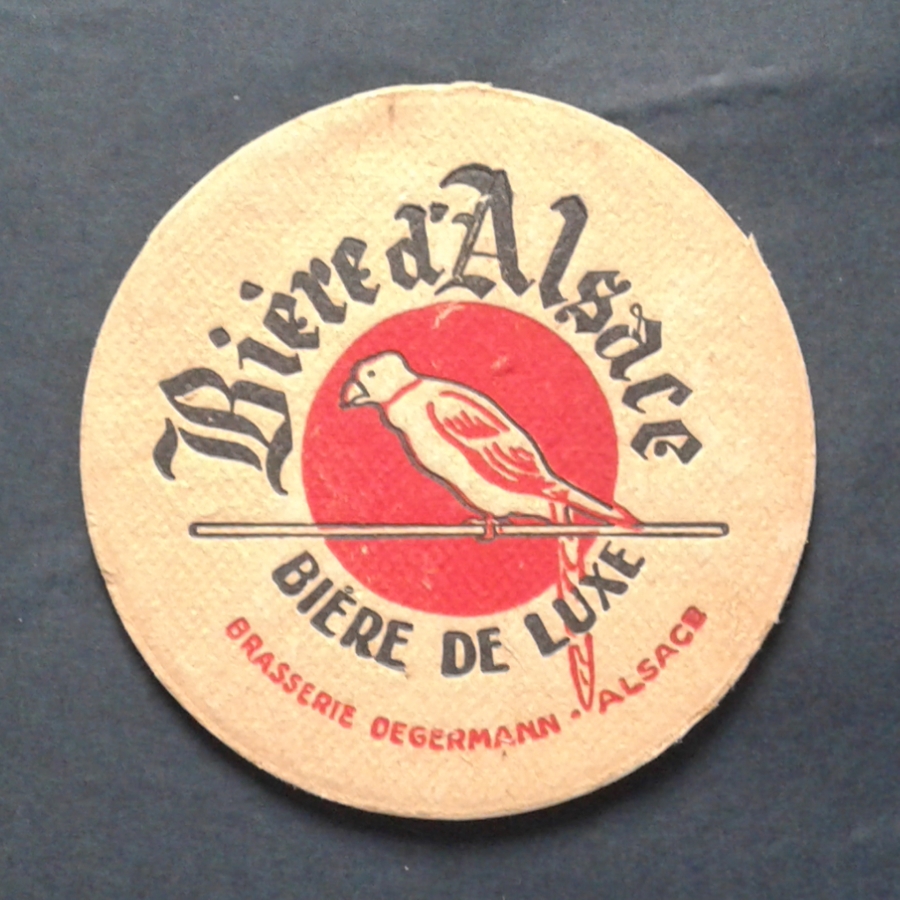 Bière d'Alsace
BIÈRE DE LUXE
BRASSERIE DEGERMANN - ALSACE